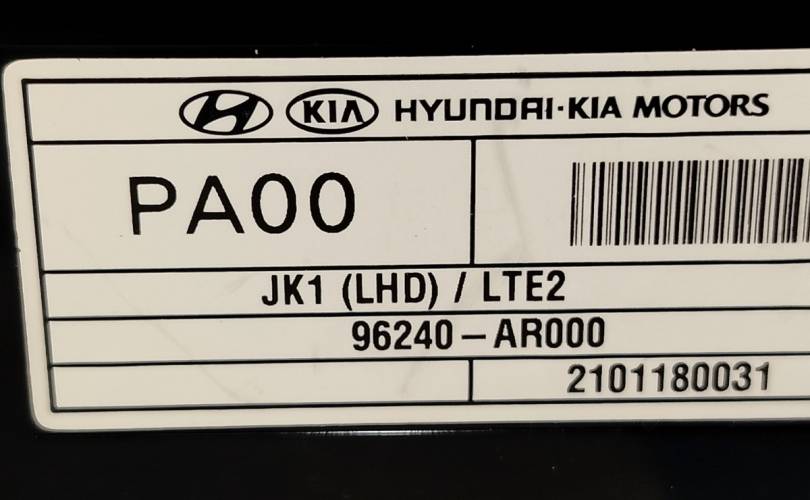 KIA HYUNDAI·KIA MOTORS
PA00
JK1 (LHD) / LTE2
96240-AR000
2101180031